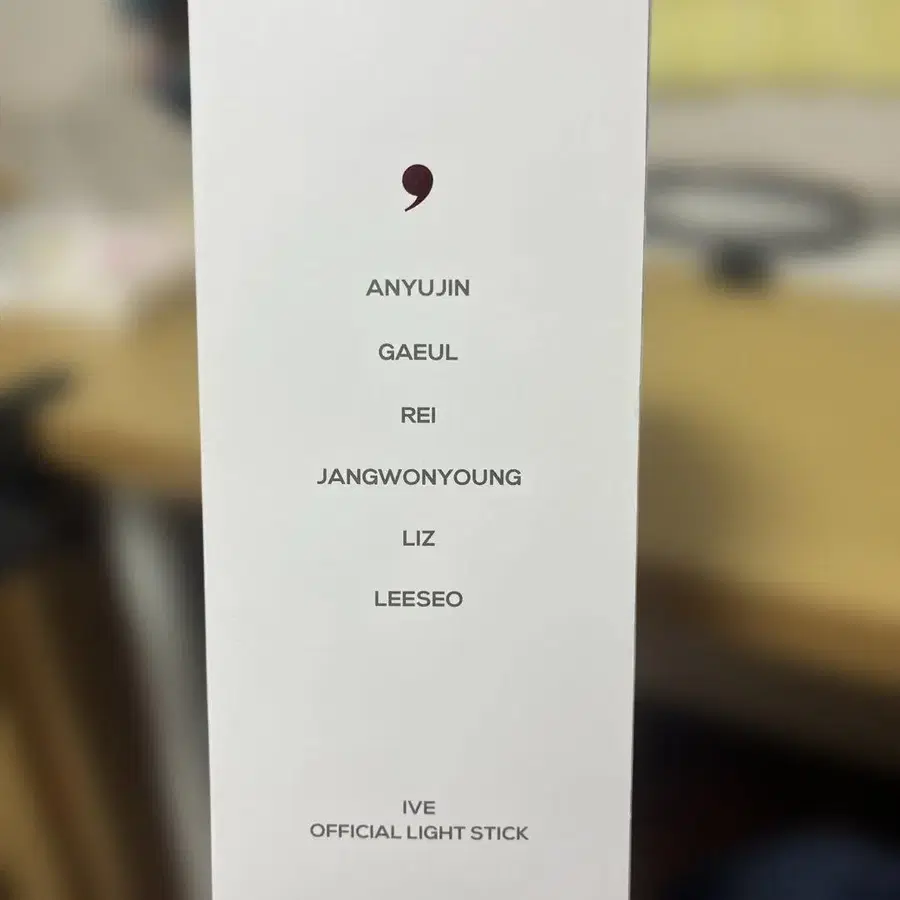 ,
ANYUJIN
GAEUL
REI
JANGWONYOUNG
LIZ
LEESEO
IVE
OFFICIAL LIGHT STICK